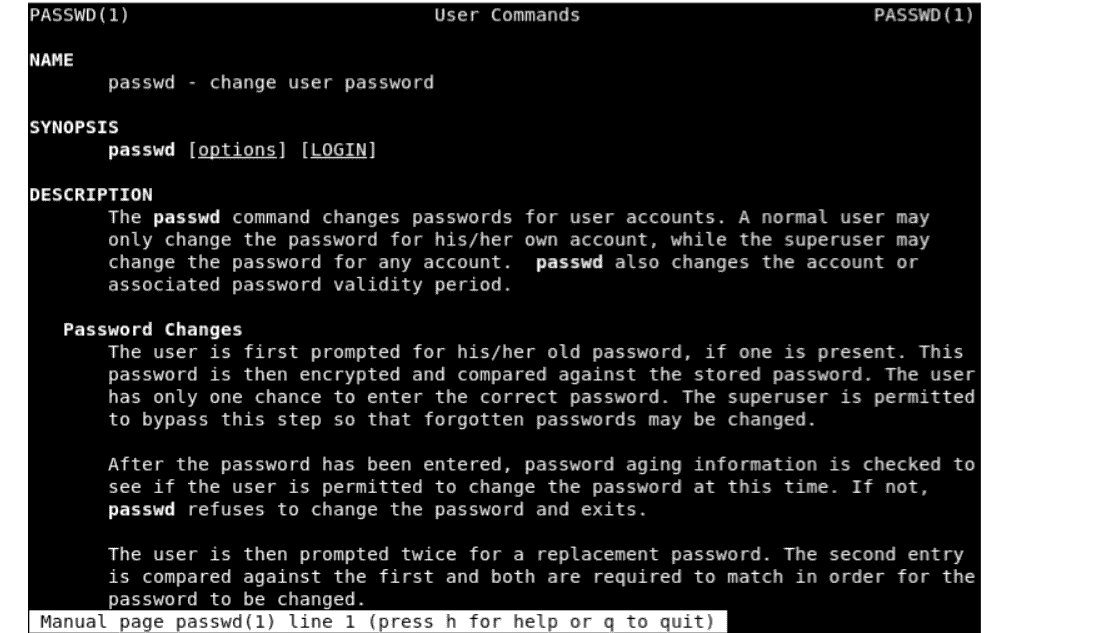 PASSWD(1) User Commands PASSWD(1)
NAME
passwd - change user password
SYNOPSIS
passwd [options] [LOGIN]
DESCRIPTION
The passwd command changes passwords for user accounts. A normal user may
only change the password for his/her own account, while the superuser may
change the password for any account. passwd also changes the account or
associated password validity period.
Password Changes
The user is first prompted for his/her old password, if one is present. This
password is then encrypted and compared against the stored password. The user
has only one chance to enter the correct password. The superuser is permitted
to bypass this step so that forgotten passwords may be changed.
After the password has been entered, password aging information is checked to
see if the user is permitted to change the password at this time. If not,
passwd refuses to change the password and exits.
The user is then prompted twice for a replacement password. The second entry
is compared against the first and both are required to match in order for the
password to be changed.
Manual page passwd(1) line 1 (press h for help or q to quit)